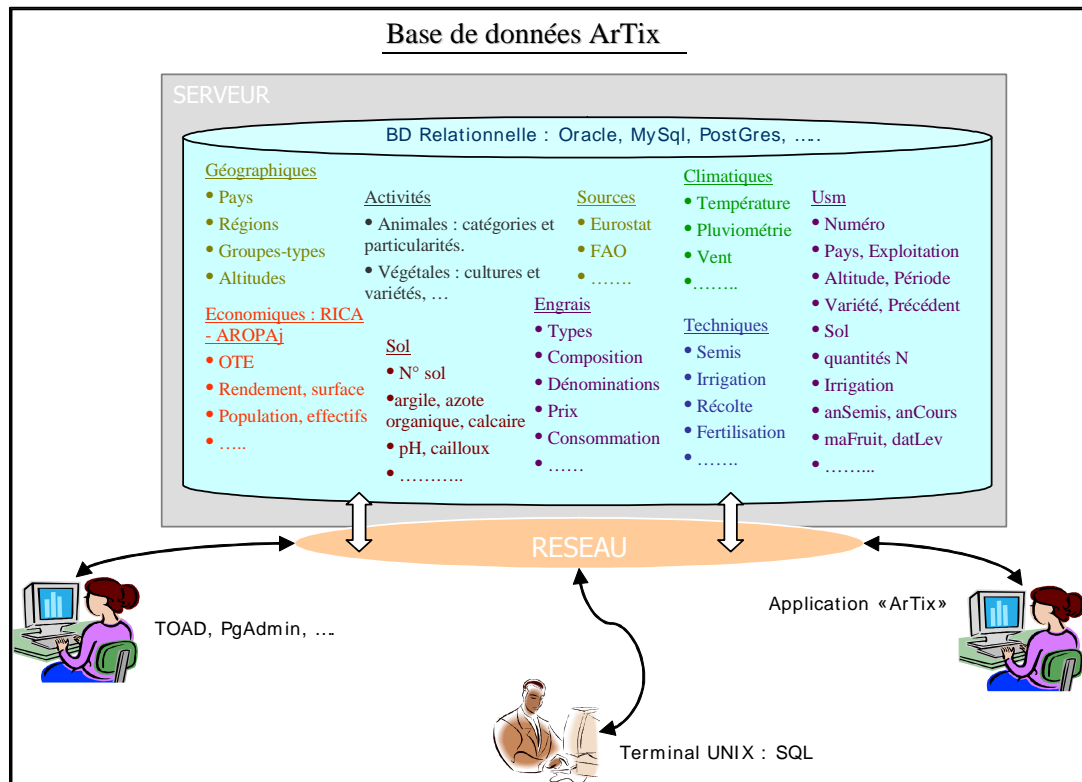 Base de données ArTix
SERVEUR
BD Relationnelle : Oracle, MySql, PostGres, …..
Géographiques
• Pays
• Régions
• Groupes-types
• Altitudes
Activités
• Animales : catégories et
particularités.
• Végétales : cultures et
variétés, …
Sources
• Eurostat
• FAO
• …….
Climatiques
• Température
• Pluviométrie
• Vent
• ……..
Usm
• Numéro
• Pays, Exploitation
• Altitude, Période
• Variété, Précédent
• Sol
• quantités N
• Irrigation
• anSemis, anCours
• maFruit, datLev
• ……...
Economiques : RICA
- AROPAj
• OTE
• Rendement, surface
• Population, effectifs
• …..
Sol
• N° sol
•argile, azote
organique, calcaire
• pH, cailloux
• ………..
Engrais
• Types
• Composition
• Dénominations
• Prix
• Consommation
• ……
Techniques
• Semis
• Irrigation
• Récolte
• Fertilisation
• …….
RESEAU
TOAD, PgAdmin, ….
Application «ArTix»
Terminal UNIX : SQL